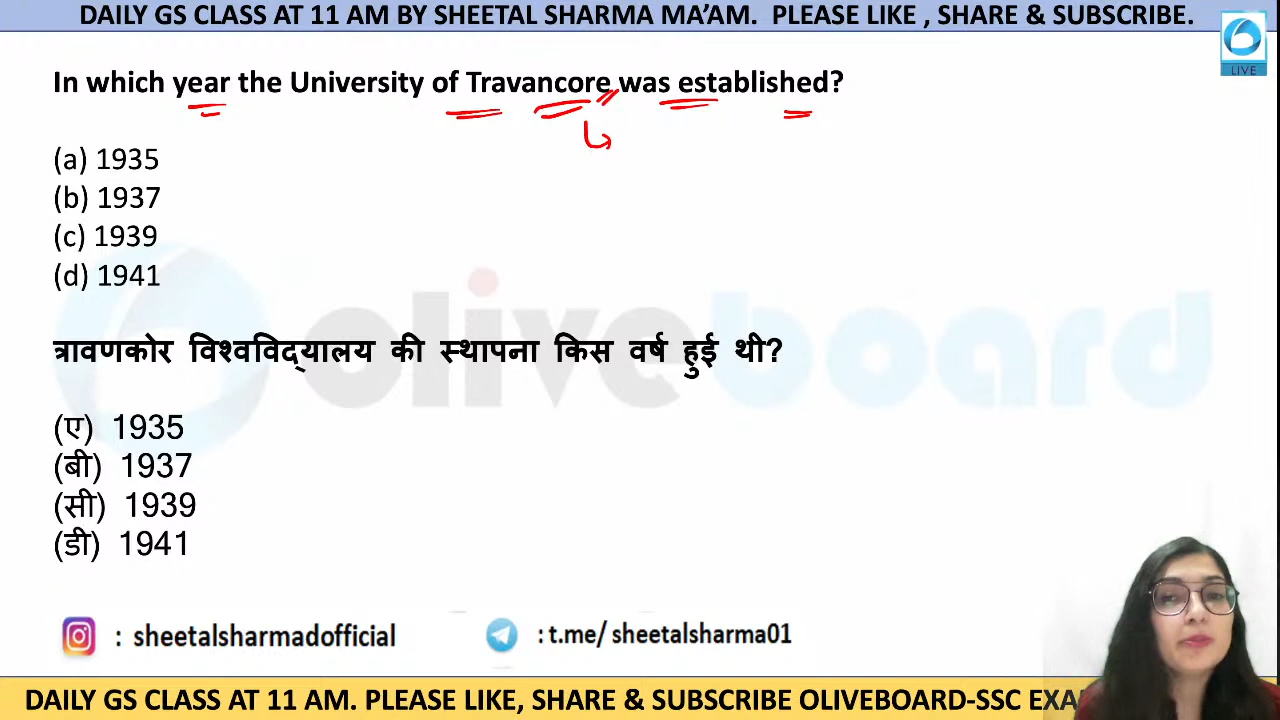 DAILY GS CLASS AT 11 AM BY SHEETAL SHARMA MA’AM. PLEASE LIKE , SHARE & SUBSCRIBE.
LIVE
In which year the University of Travancore was established?
(a) 1935
(b) 1937
(c) 1939
(d) 1941
oliveboard
त्रावणकोर विश्वविद्यालय की स्थापना किस वर्ष हुई थी?
(ए) 1935
(बी) 1937
(सी) 1939
(डी) 1941
: sheetalsharmadofficial
: t.me/ sheetalsharma01
DAILY GS CLASS AT 11 AM. PLEASE LIKE, SHARE & SUBSCRIBE OLIVEBOARD-SSC